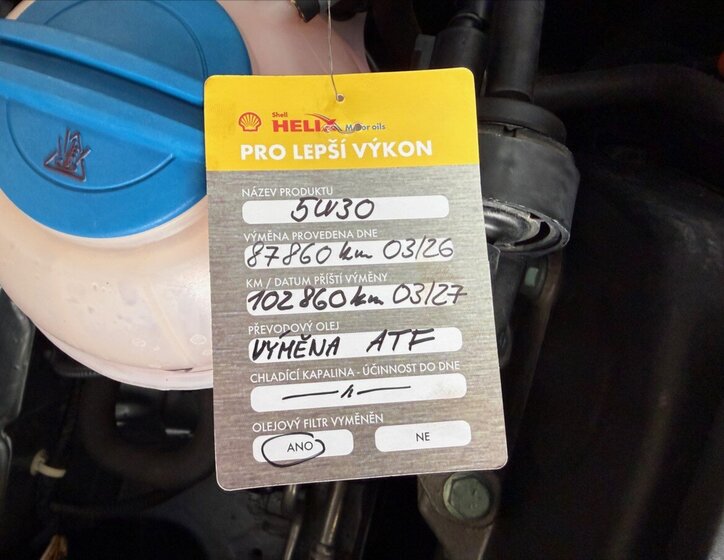 Shell
HELIX Motor oils
PRO LEPŠÍ VÝKON
NÁZEV PRODUKTU
5W30
VÝMĚNA PROVEDENA DNE
87860 km 03/26
KM / DATUM PŘÍŠTÍ VÝMĚNY
102860 km 03/27
PŘEVODOVÝ OLEJ
VÝMĚNA ATF
CHLADÍCÍ KAPALINA - ÚČINNOST DO DNE
OLEJOVÝ FILTR VYMĚNĚN
ANO NE